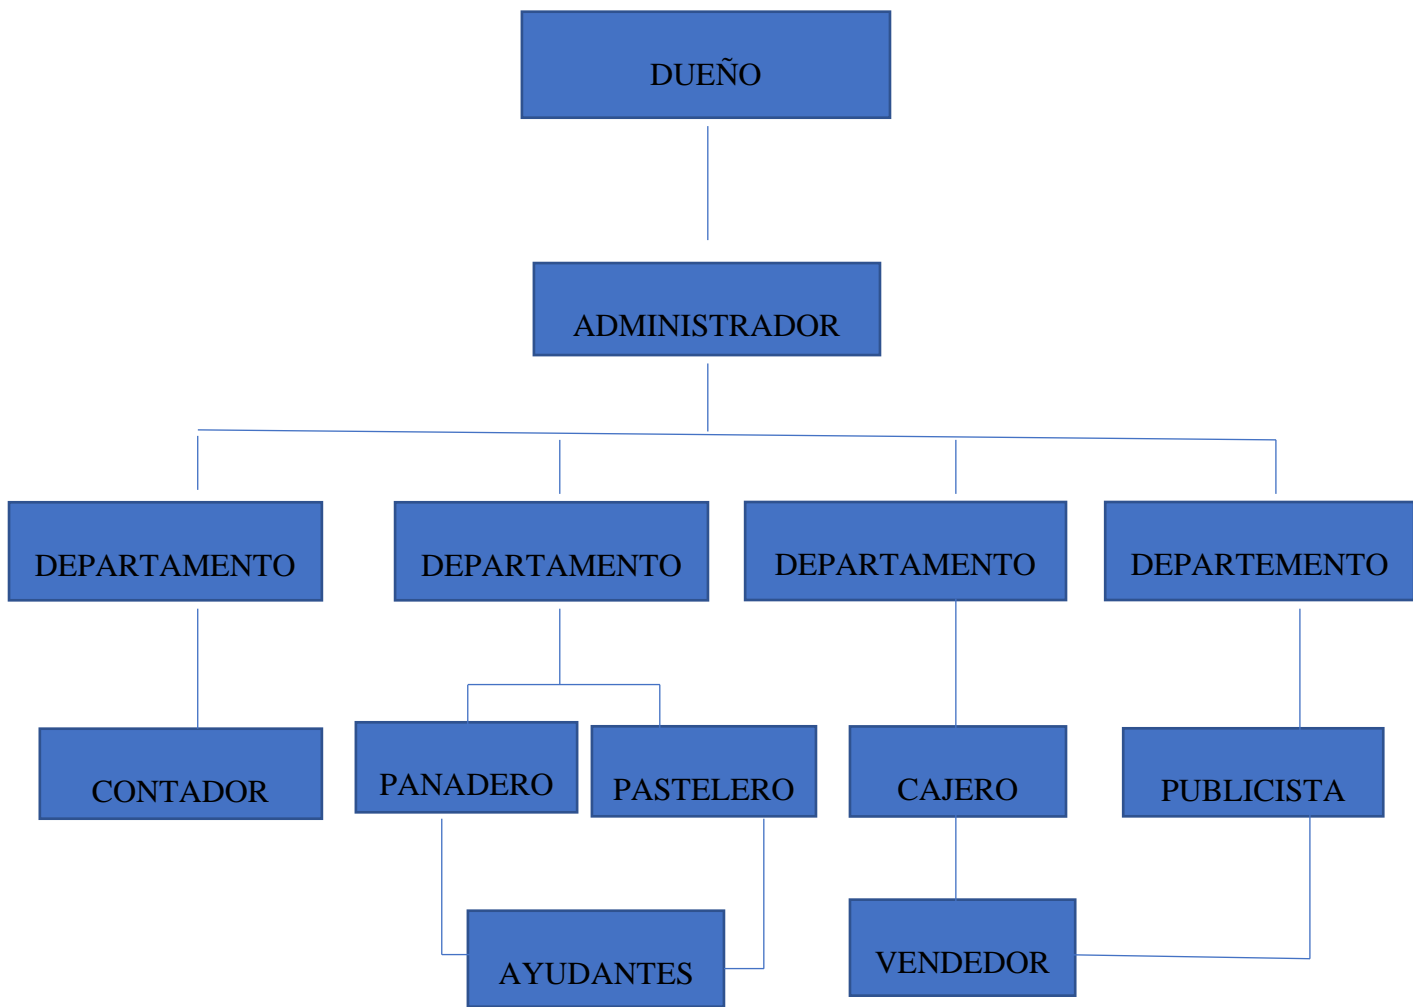 DUEÑO
ADMINISTRADOR
DEPARTAMENTO
DEPARTAMENTO
DEPARTAMENTO
DEPARTEMENTO
CONTADOR
PANADERO
PASTELERO
CAJERO
PUBLICISTA
AYUDANTES
VENDEDOR